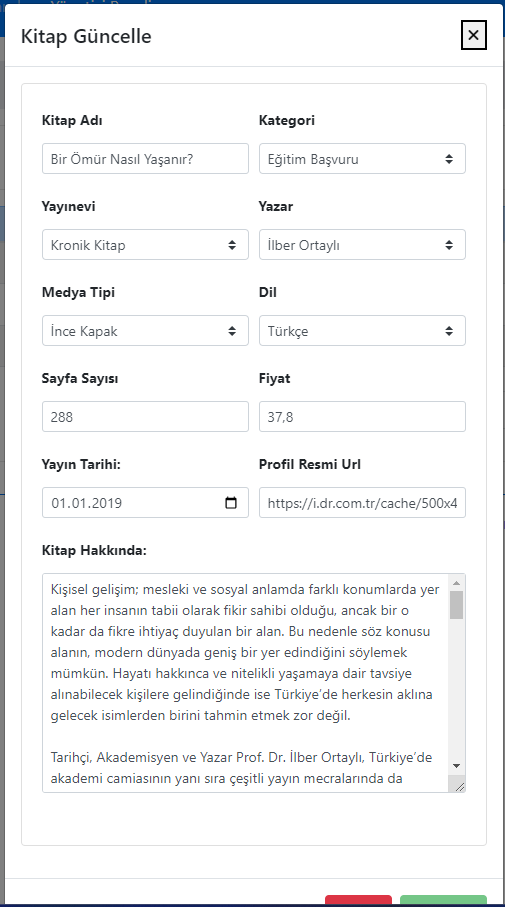 Kitap Güncelle
Kitap Adı
Kategori
Bir Ömür Nasıl Yaşanır?
Eğitim Başvuru
Yayınevi
Yazar
Kronik Kitap
İlber Ortaylı
Medya Tipi
Dil
İnce Kapak
Türkçe
Sayfa Sayısı
Fiyat
288
37,8
Yayın Tarihi:
Profil Resmi Url
01.01.2019
https://i.dr.com.tr/cache/500x4
Kitap Hakkında:
Kişisel gelişim; mesleki ve sosyal anlamda farklı konumlarda yer
alan her insanın tabii olarak fikir sahibi olduğu, ancak bir o
kadar da fikre ihtiyaç duyulan bir alan. Bu nedenle söz konusu
alanın, modern dünyada geniş bir yer edindiğini söylemek
mümkün. Hayatı hakkınca ve nitelikli yaşamaya dair tavsiye
alınabilecek kişilere gelindiğinde ise Türkiye’de herkesin aklına
gelecek isimlerden birini tahmin etmek zor değil.
Tarihçi, Akademisyen ve Yazar Prof. Dr. İlber Ortaylı, Türkiye’de
akademi camiasının yanı sıra çeşitli yayın mecralarında da